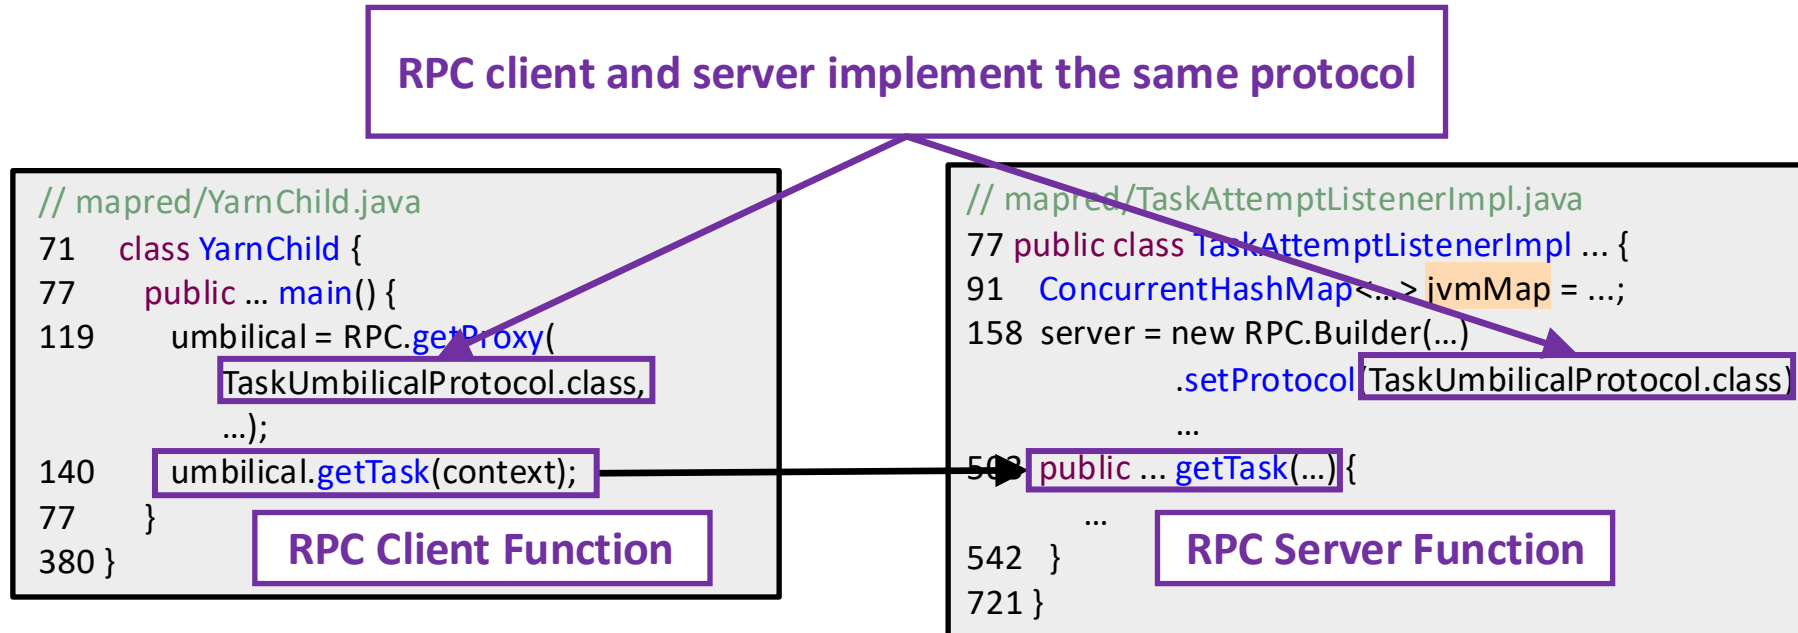 RPC client and server implement the same protocol
// mapred/YarnChild.java
71 class YarnChild {
77 public ... main() {
119 umbilical = RPC.getProxy(
TaskUmbilicalProtocol.class,
...);
140 umbilical.getTask(context);
77 }
380 }
RPC Client Function
// mapred/TaskAttemptListenerImpl.java
77 public class TaskAttemptListenerImpl ... {
91 ConcurrentHashMap<...> jvmMap = ...;
158 server = new RPC.Builder(...)
.setProtocol(TaskUmbilicalProtocol.class)
...
503 public ... getTask(...) {
...
542 }
721 }
RPC Server Function